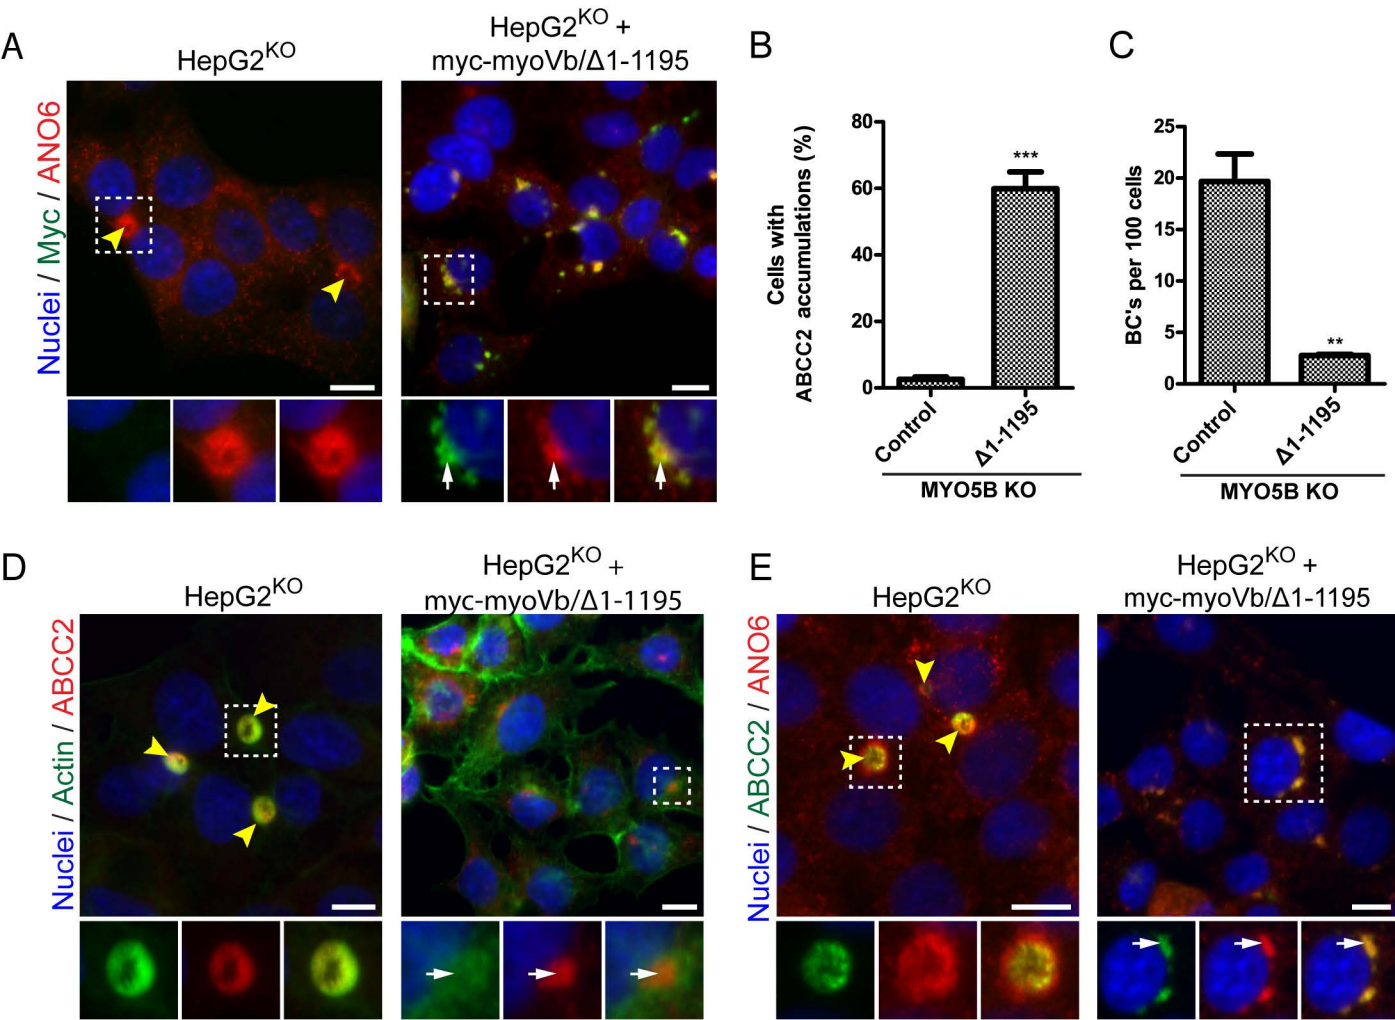 A
HepG2KO
HepG2KO +
myc-myoVb/Δ1-1195
Nuclei / Myc / ANO6
B
Cells with
ABCC2 accumulations (%)
80
60
40
20
0
***
Control
Δ1-1195
MYO5B KO
C
BC's per 100 cells
25
20
15
10
5
0
**
Control
Δ1-1195
MYO5B KO
D
HepG2KO
HepG2KO +
myc-myoVb/Δ1-1195
Nuclei / Actin / ABCC2
E
HepG2KO
HepG2KO +
myc-myoVb/Δ1-1195
Nuclei / ABCC2 / ANO6